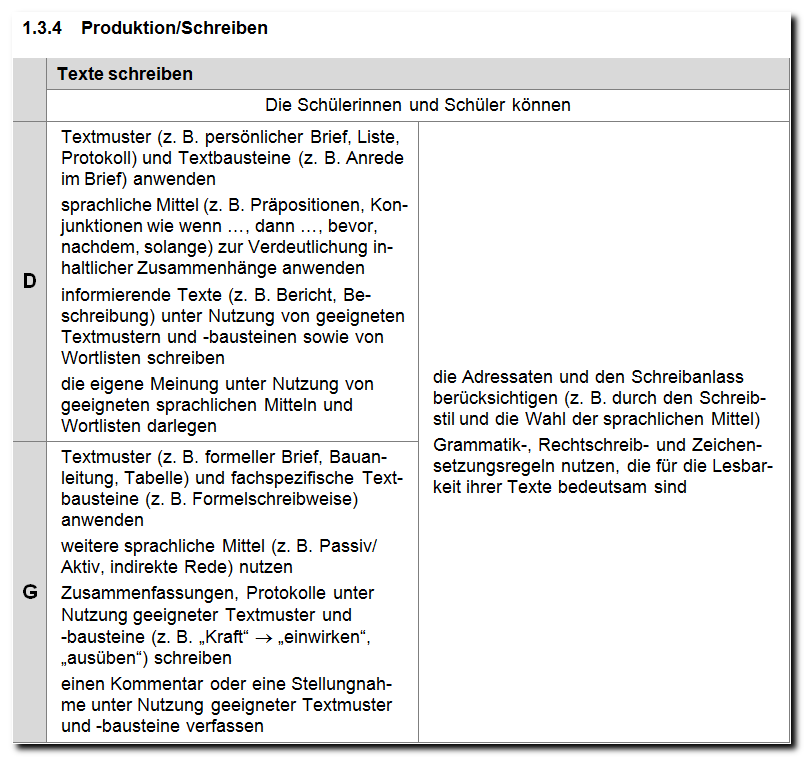 1.3.4 Produktion/Schreiben
Texte schreiben
Die Schülerinnen und Schüler können
D
Textmuster (z. B. persönlicher Brief, Liste,
Protokoll) und Textbausteine (z. B. Anrede
im Brief) anwenden
sprachliche Mittel (z. B. Präpositionen, Kon-
junktionen wie wenn …, dann …, bevor,
nachdem, solange) zur Verdeutlichung in-
haltlicher Zusammenhänge anwenden
informierende Texte (z. B. Bericht, Be-
schreibung) unter Nutzung von geeigneten
Textmustern und -bausteinen sowie von
Wortlisten schreiben
die eigene Meinung unter Nutzung von
geeigneten sprachlichen Mitteln und
Wortlisten darlegen
G
Textmuster (z. B. formeller Brief, Bauan-
leitung, Tabelle) und fachspezifische Text-
bausteine (z. B. Formelschreibweise)
anwenden
weitere sprachliche Mittel (z. B. Passiv/
Aktiv, indirekte Rede) nutzen
Zusammenfassungen, Protokolle unter
Nutzung geeigneter Textmuster und
-bausteine (z. B. „Kraft“ → „einwirken“,
„ausüben“) schreiben
einen Kommentar oder eine Stellungnah-
me unter Nutzung geeigneter Textmuster
und -bausteine verfassen
die Adressaten und den Schreibanlass
berücksichtigen (z. B. durch den Schreib-
stil und die Wahl der sprachlichen Mittel)
Grammatik-, Rechtschreib- und Zeichen-
setzungsregeln nutzen, die für die Lesbar-
keit ihrer Texte bedeutsam sind